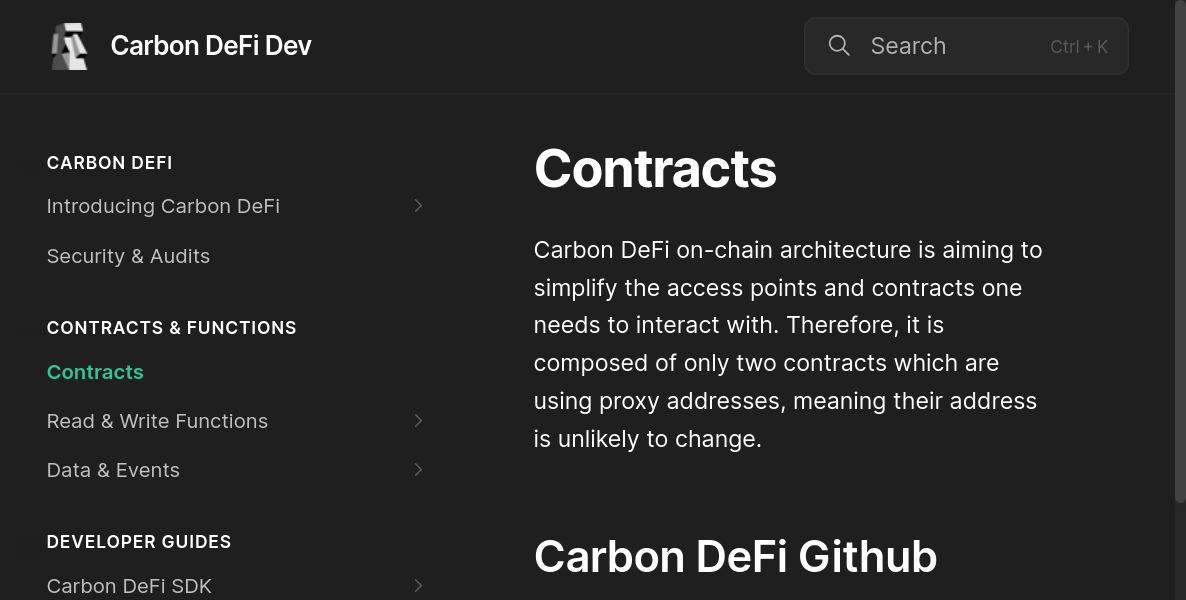 Carbon DeFi Dev
Search
Ctrl + K
CARBON DEFI
Introducing Carbon DeFi
Security & Audits
CONTRACTS & FUNCTIONS
Contracts
Read & Write Functions
Data & Events
DEVELOPER GUIDES
Carbon DeFi SDK
Contracts
Carbon DeFi on-chain architecture is aiming to
simplify the access points and contracts one
needs to interact with. Therefore, it is
composed of only two contracts which are
using proxy addresses, meaning their address
is unlikely to change.
Carbon DeFi Github